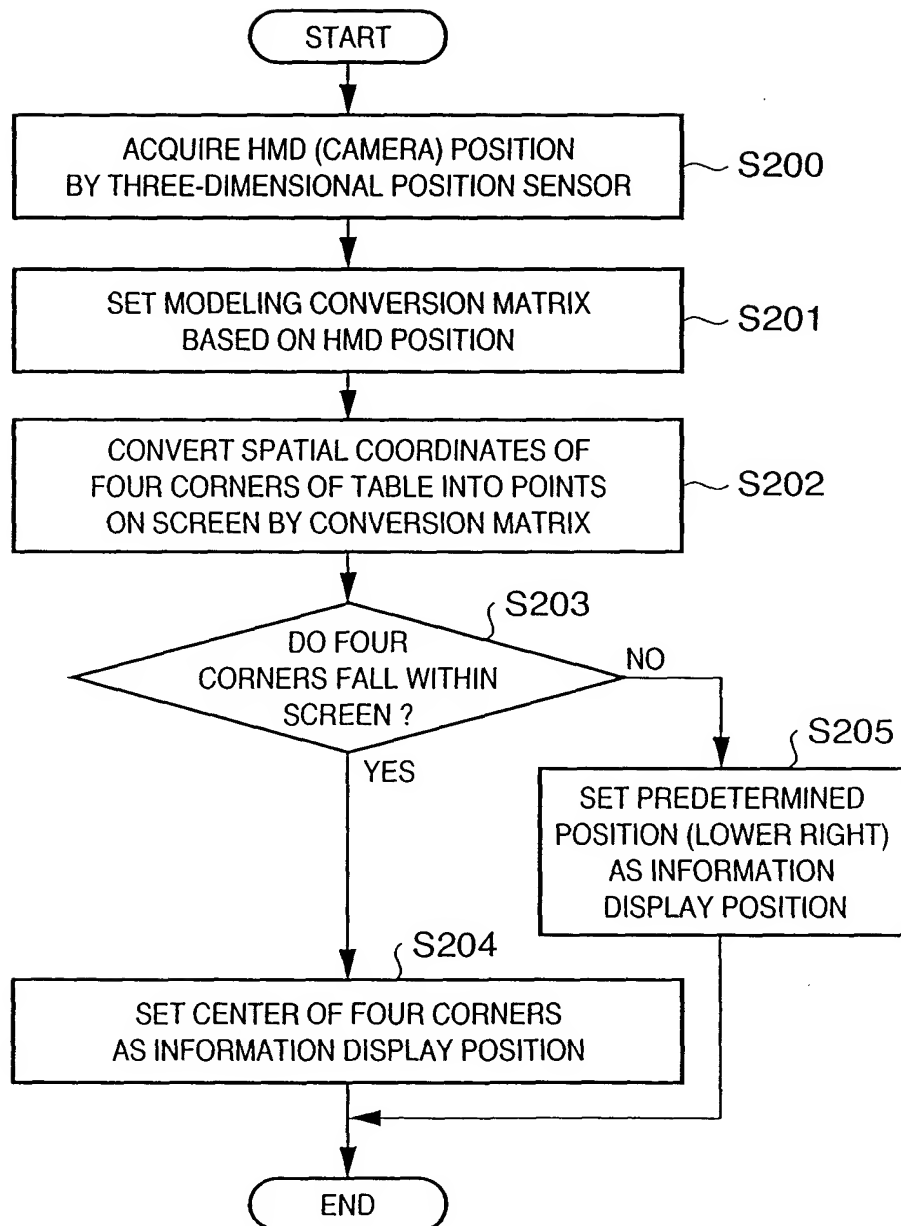 START
ACQUIRE HMD (CAMERA) POSITION
BY THREE-DIMENSIONAL POSITION SENSOR
S200
SET MODELING CONVERSION MATRIX
BASED ON HMD POSITION
S201
CONVERT SPATIAL COORDINATES OF
FOUR CORNERS OF TABLE INTO POINTS
ON SCREEN BY CONVERSION MATRIX
S202
S203
DO FOUR
CORNERS FALL WITHIN
SCREEN ?
NO
YES
S205
SET PREDETERMINED
POSITION (LOWER RIGHT)
AS INFORMATION
DISPLAY POSITION
S204
SET CENTER OF FOUR CORNERS
AS INFORMATION DISPLAY POSITION
END